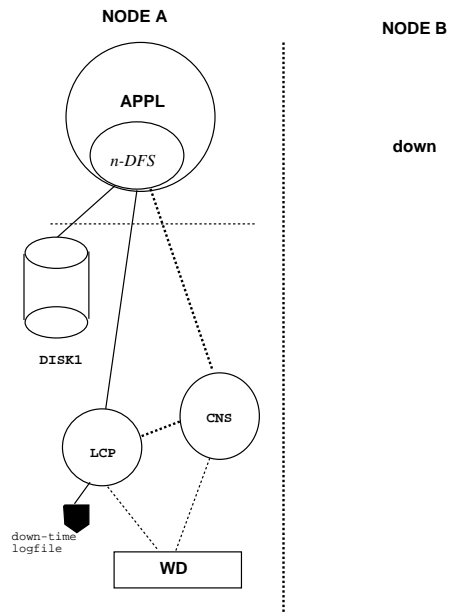 NODE A
NODE B
APPL
n-DFS
down
DISK1
CNS
LCP
down-time
logfile
WD